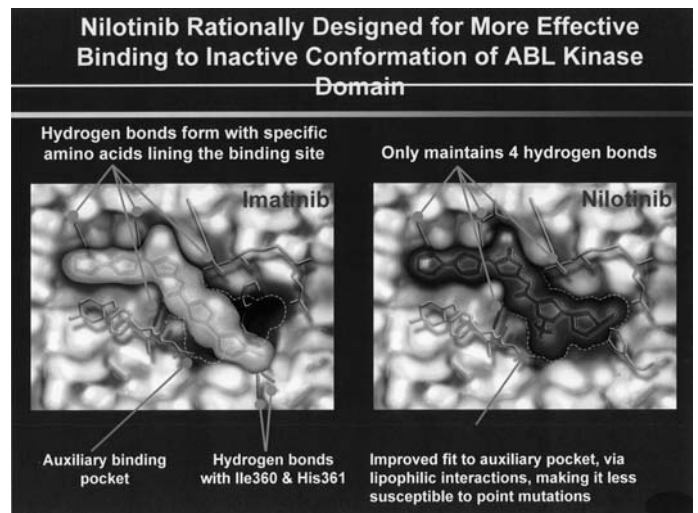 Nilotinib Rationally Designed for More Effective
Binding to Inactive Conformation of ABL Kinase
Domain
Hydrogen bonds form with specific
amino acids lining the binding site
Only maintains 4 hydrogen bonds
Imatinib
Nilotinib
Auxiliary binding
pocket
Hydrogen bonds
with Ile360 & His361
Improved fit to auxiliary pocket, via
lipophilic interactions, making it less
susceptible to point mutations